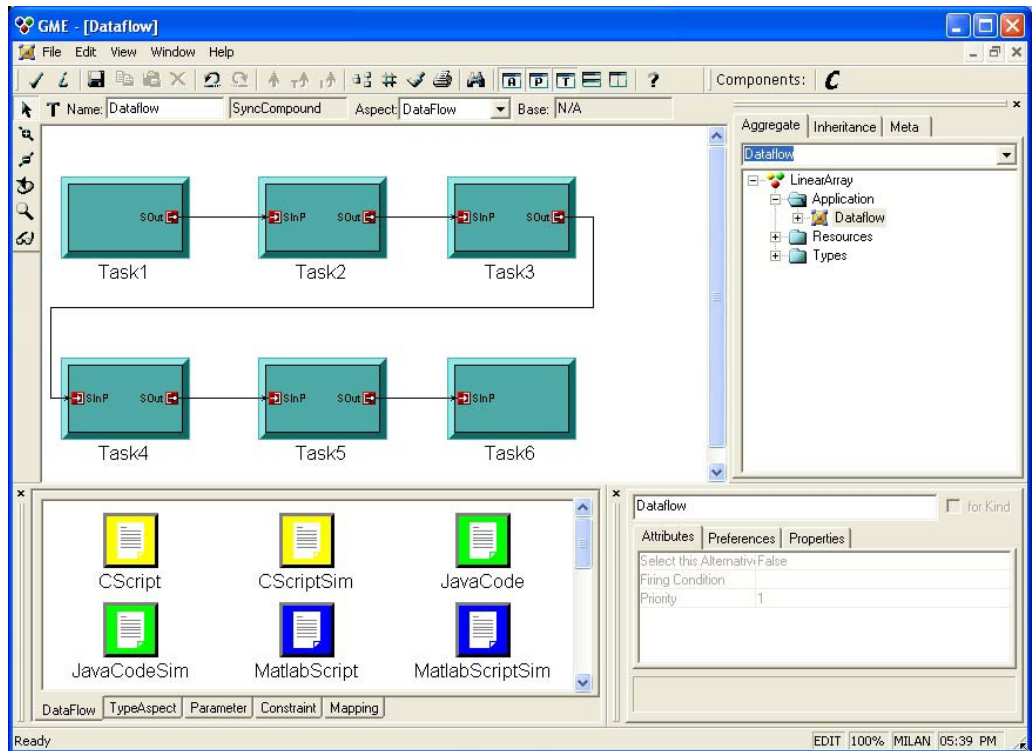 GME - [Dataflow]
File Edit View Window Help
Components: C
T Name: Dataflow SyncCompound Aspect: DataFlow Base: N/A
Aggregate Inheritance Meta
Dataflow
LinearArray
Application
Dataflow
Resources
Types
SOut SInP SOut SInP SOut
Task1 Task2 Task3
SInP SOut SInP SOut SInP
Task4 Task5 Task6
CScript CScriptSim JavaCode
JavaCodeSim MatlabScript MatlabScriptSim
DataFlow TypeAspect Parameter Constraint Mapping
Dataflow for Kind
Attributes Preferences Properties
Select this Alternativ False
Firing Condition
Priority 1
Ready EDIT 100% MILAN 05:39 PM